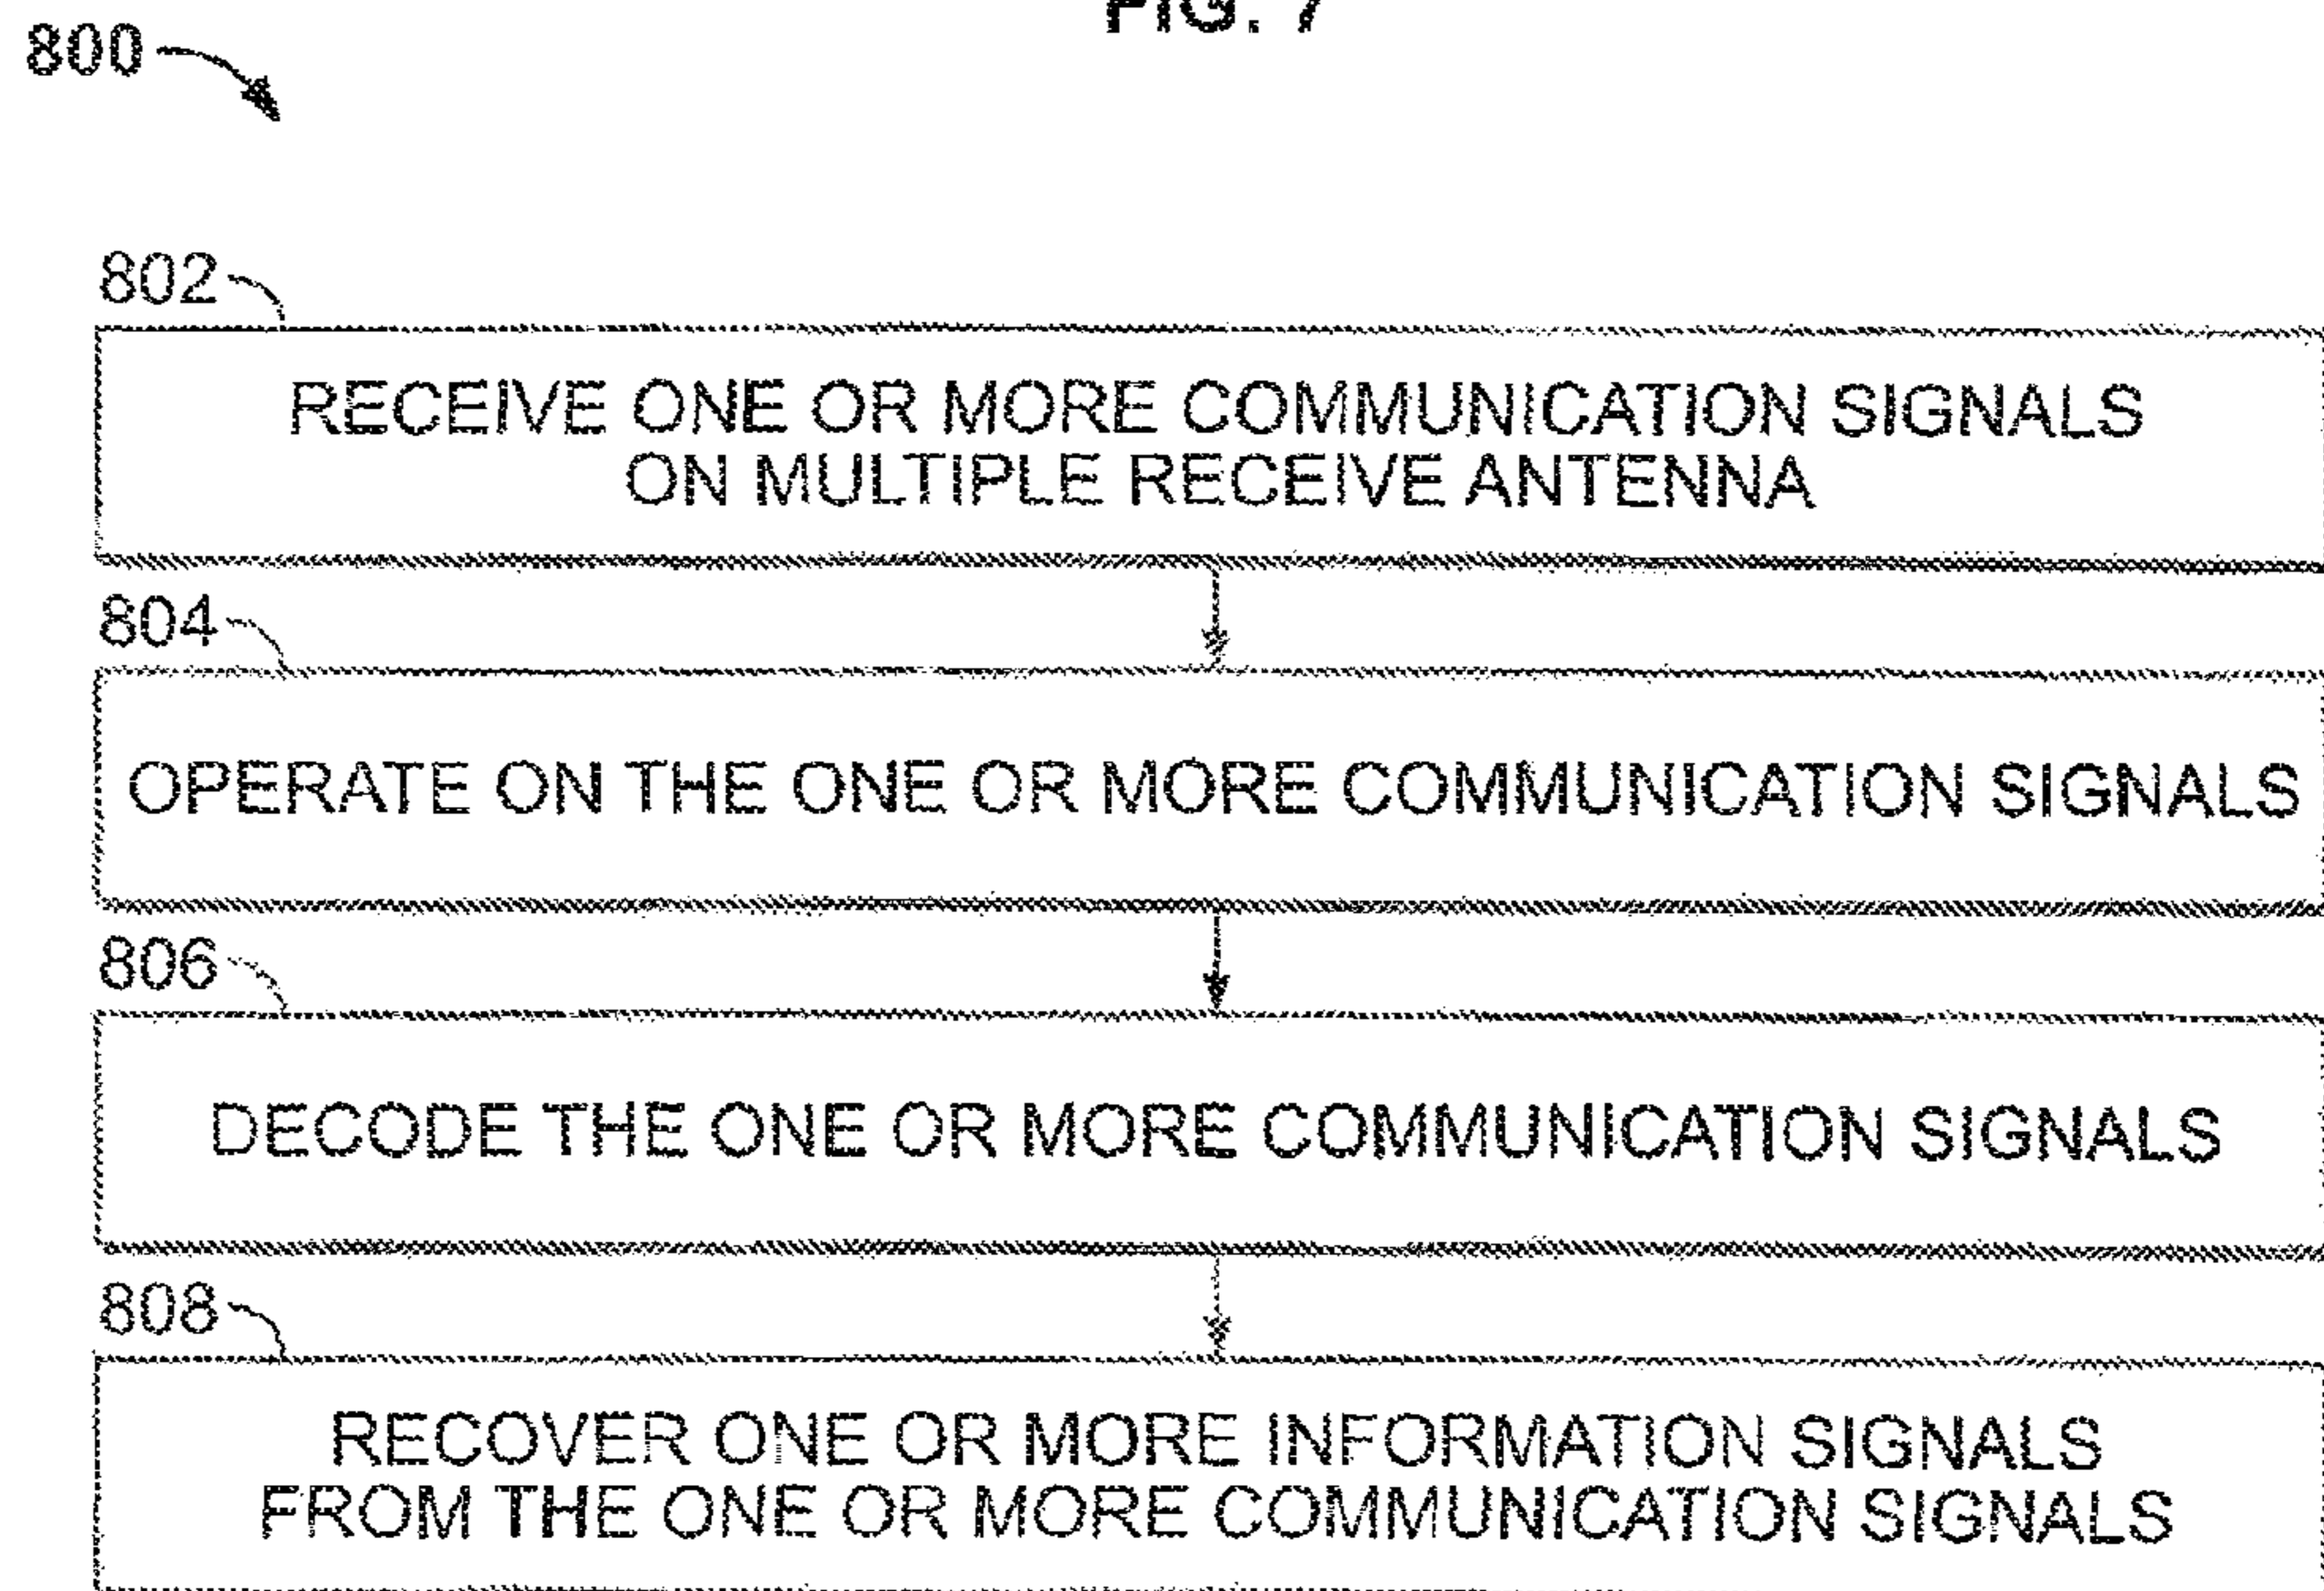 FIG. 7
800
802
RECEIVE ONE OR MORE COMMUNICATION SIGNALS
ON MULTIPLE RECEIVE ANTENNA
804
OPERATE ON THE ONE OR MORE COMMUNICATION SIGNALS
806
DECODE THE ONE OR MORE COMMUNICATION SIGNALS
808
RECOVER ONE OR MORE INFORMATION SIGNALS
FROM THE ONE OR MORE COMMUNICATION SIGNALS